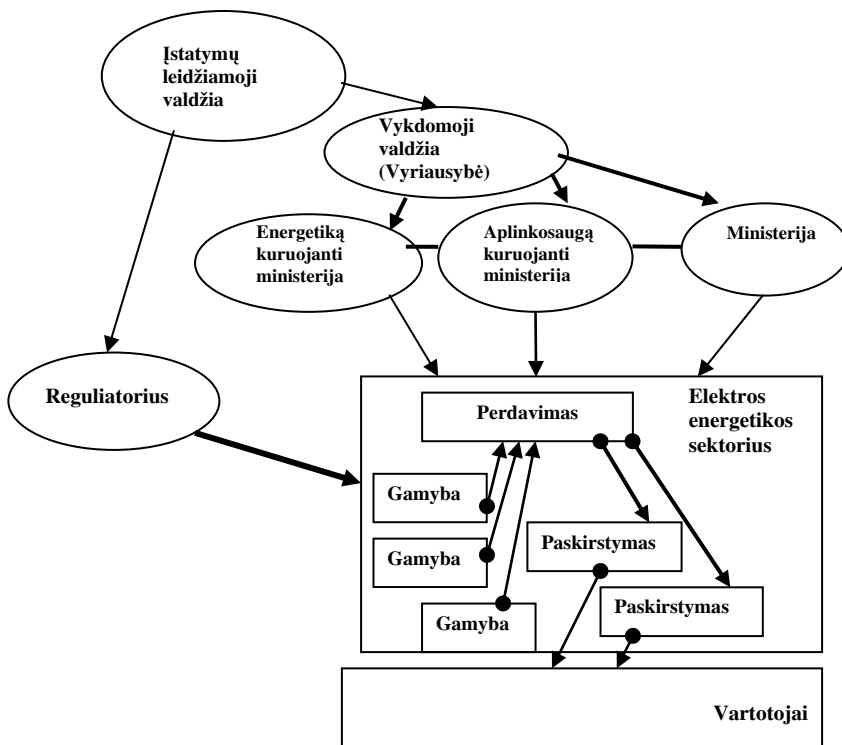 Įstatymų
leidžiamoji
valdžia
Vykdomoji
valdžia
(Vyriausybė)
Energetiką
kuruojanti
ministerija
Aplinkosaugą
kuruojanti
ministerija
Ministerija
Reguliatorius
Elektros
energetikos
sektorius
Perdavimas
Gamyba
Gamyba
Gamyba
Paskirstymas
Paskirstymas
Vartotojai